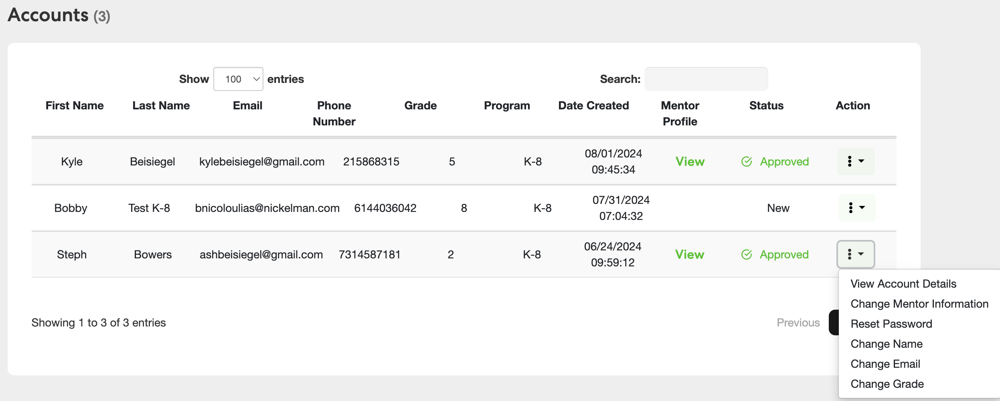 Accounts (3)
Show 100 entries
Search:
First Name Last Name Email Phone Number Grade Program Date Created Mentor Profile Status Action
Kyle Beisiegel kylebeisiegel@gmail.com 215868315 5 K-8 08/01/2024 09:45:34 View Approved
Bobby Test K-8 bnicoloulias@nickelman.com 6144036042 8 K-8 07/31/2024 07:04:32 New
Steph Bowers ashbeisiegel@gmail.com 7314587181 2 K-8 06/24/2024 09:59:12 View Approved
View Account Details
Change Mentor Information
Reset Password
Change Name
Change Email
Change Grade
Showing 1 to 3 of 3 entries
Previous